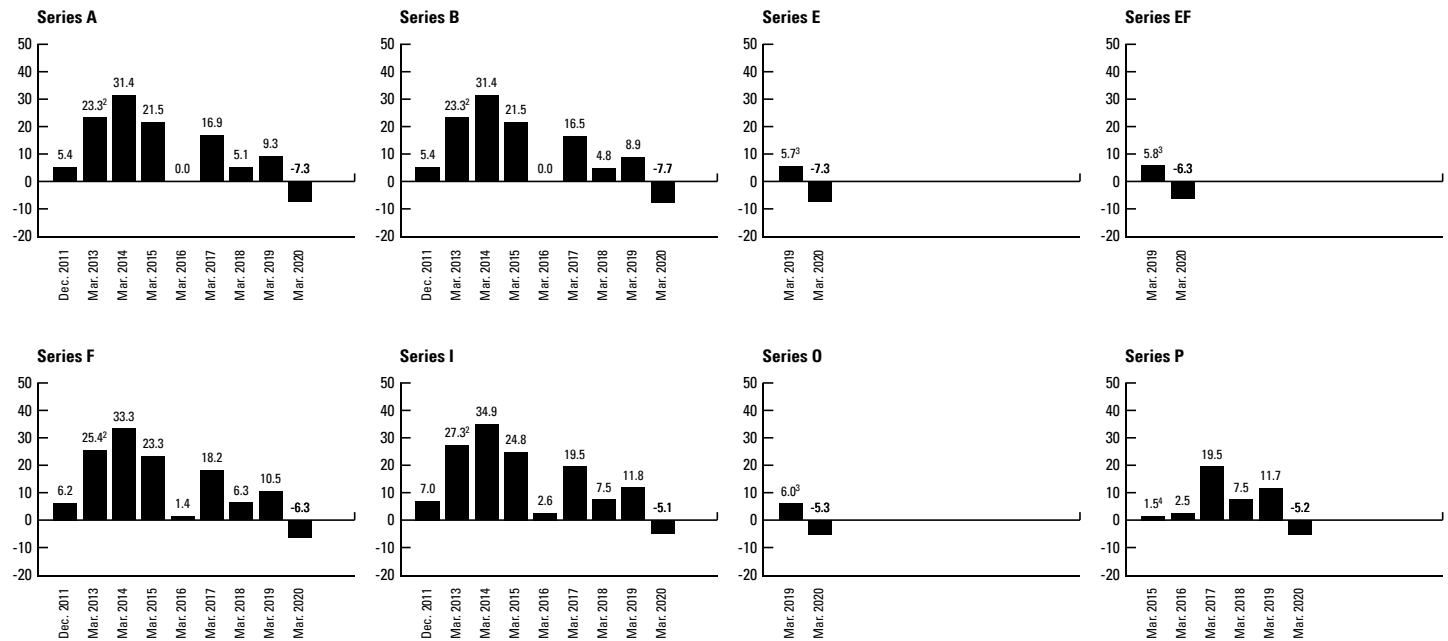 Series A
50
40
30
20
10
0
-10
-20
5.4
23.3²
31.4
21.5
0.0
16.9
5.1
9.3
-7.3
Dec. 2011
Mar. 2013
Mar. 2014
Mar. 2015
Mar. 2016
Mar. 2017
Mar. 2018
Mar. 2019
Mar. 2020
Series B
50
40
30
20
10
0
-10
-20
5.4
23.3²
31.4
21.5
0.0
16.5
4.8
8.9
-7.7
Dec. 2011
Mar. 2013
Mar. 2014
Mar. 2015
Mar. 2016
Mar. 2017
Mar. 2018
Mar. 2019
Mar. 2020
Series E
50
40
30
20
10
0
-10
-20
5.7³
-7.3
Mar. 2019
Mar. 2020
Series EF
50
40
30
20
10
0
-10
-20
5.8³
-6.3
Mar. 2019
Mar. 2020
Series F
50
40
30
20
10
0
-10
-20
6.2
25.4²
33.3
23.3
1.4
18.2
6.3
10.5
-6.3
Dec. 2011
Mar. 2013
Mar. 2014
Mar. 2015
Mar. 2016
Mar. 2017
Mar. 2018
Mar. 2019
Mar. 2020
Series I
50
40
30
20
10
0
-10
-20
7.0
27.3²
34.9
24.8
2.6
19.5
7.5
11.8
-5.1
Dec. 2011
Mar. 2013
Mar. 2014
Mar. 2015
Mar. 2016
Mar. 2017
Mar. 2018
Mar. 2019
Mar. 2020
Series O
50
40
30
20
10
0
-10
-20
6.0³
-5.3
Mar. 2019
Mar. 2020
Series P
50
40
30
20
10
0
-10
-20
1.5⁴
2.5
19.5
7.5
11.7
-5.2
Mar. 2015
Mar. 2016
Mar. 2017
Mar. 2018
Mar. 2019
Mar. 2020